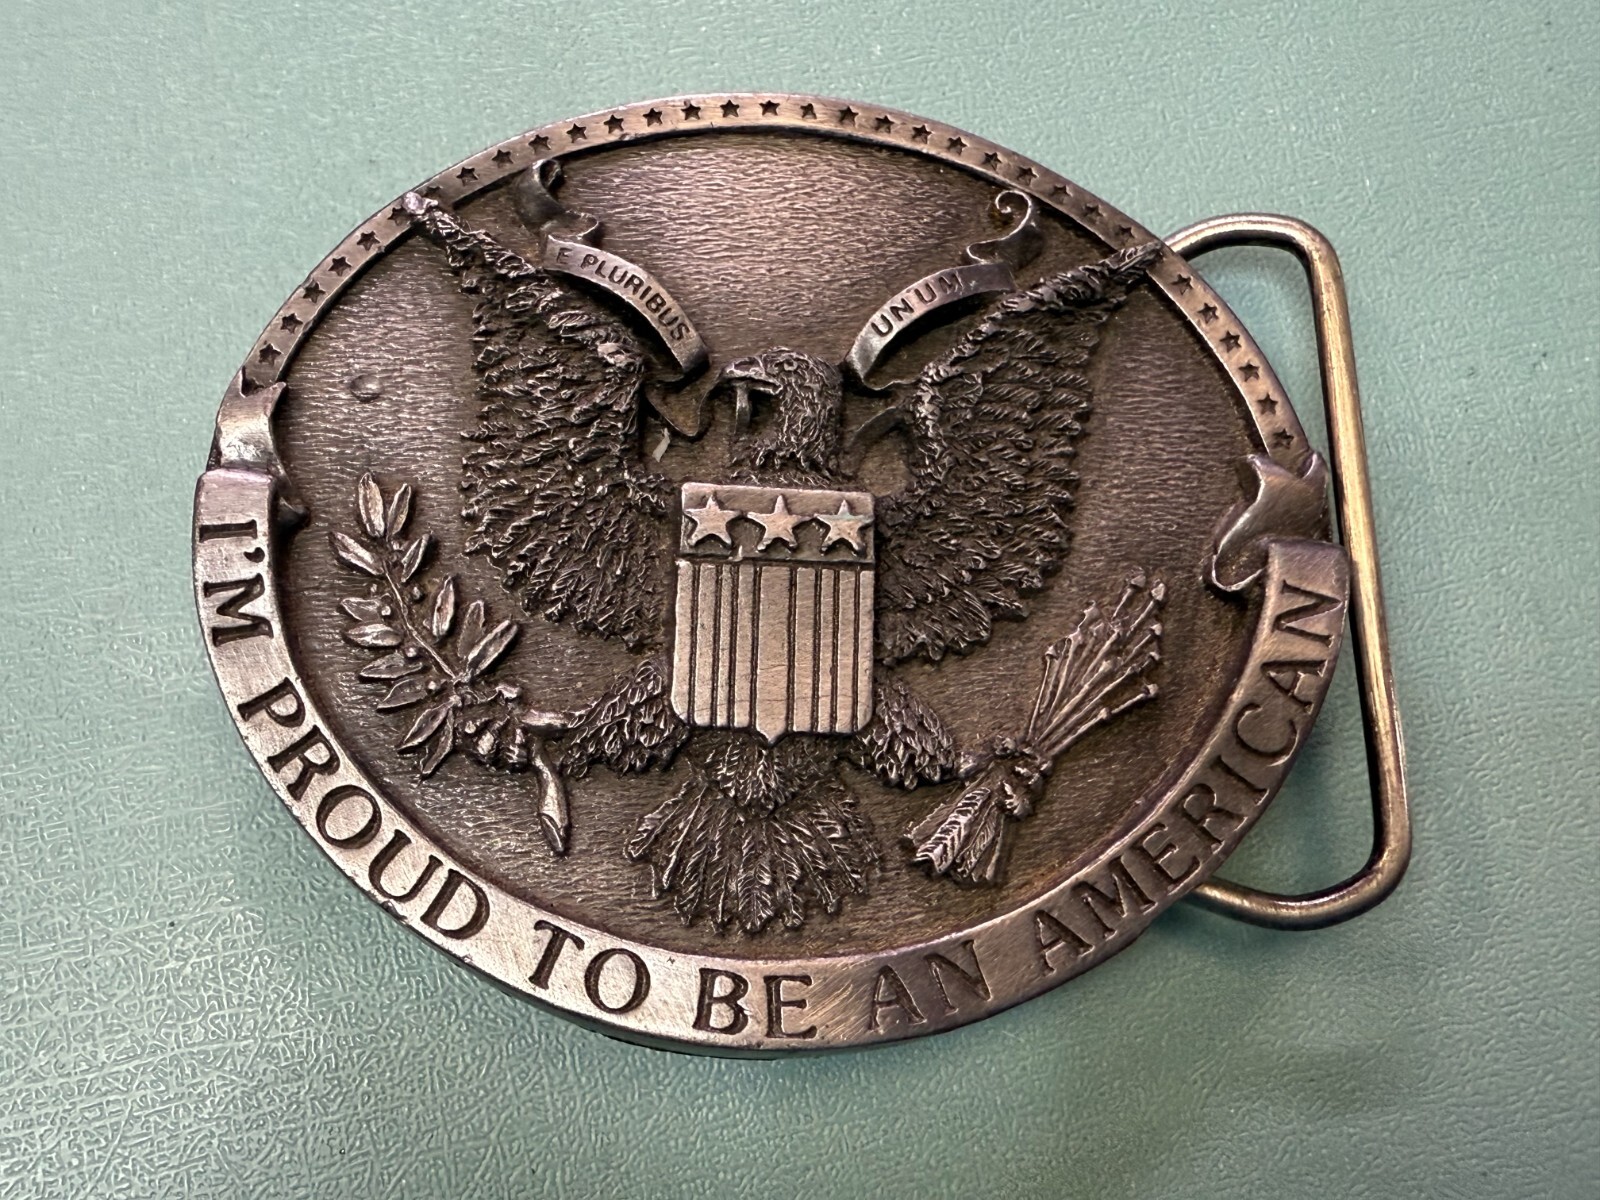 E PLURIBUS
UNUM.
I'M PROUD TO BE AN AMERICAN